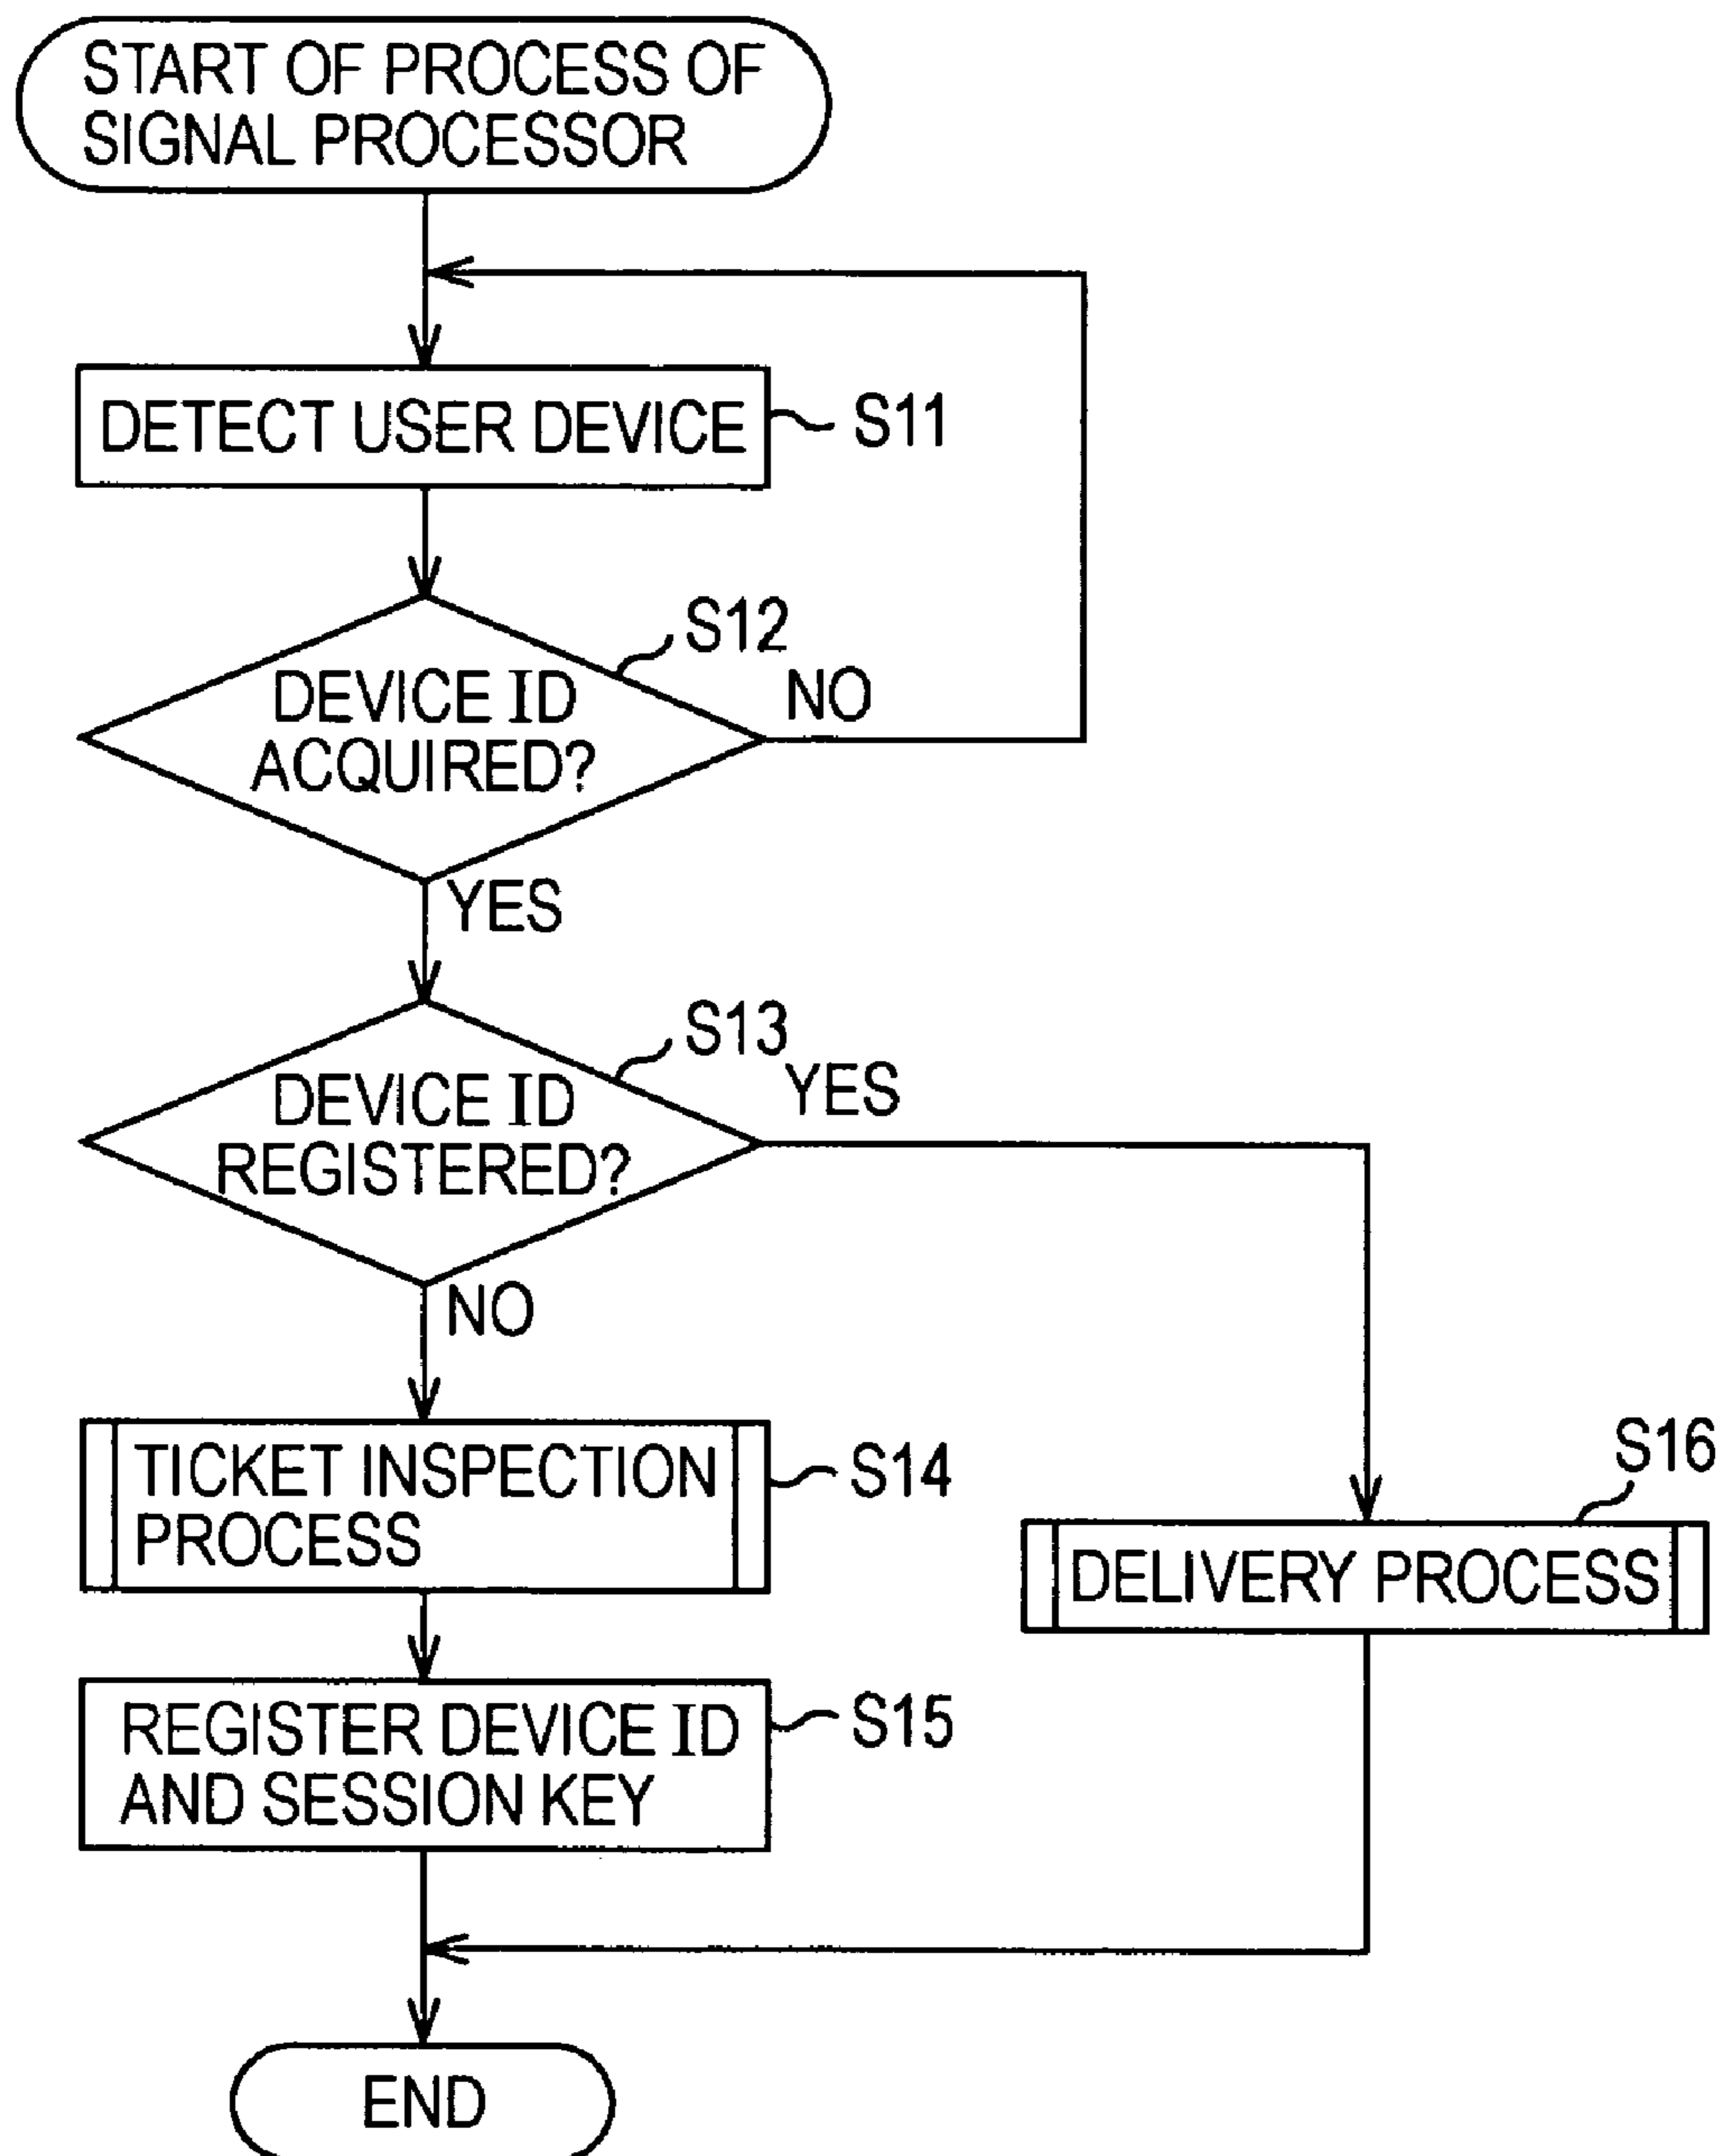 START OF PROCESS OF
SIGNAL PROCESSOR
DETECT USER DEVICE
S11
S12
DEVICE ID
ACQUIRED?
NO
YES
S13
DEVICE ID
REGISTERED?
YES
NO
TICKET INSPECTION
PROCESS
S14
S16
DELIVERY PROCESS
REGISTER DEVICE ID
AND SESSION KEY
S15
END